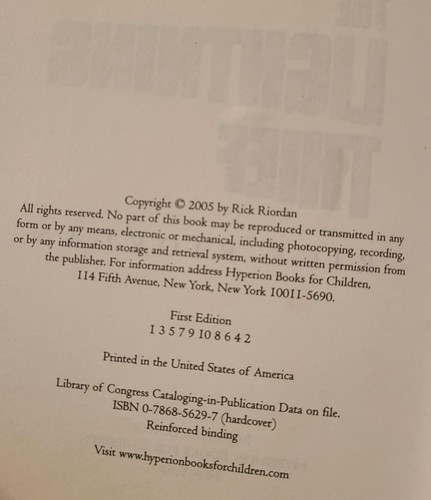 THE
LIGHTNING
THIEF
Copyright © 2005 by Rick Riordan
All rights reserved. No part of this book may be reproduced or transmitted in any
form or by any means, electronic or mechanical, including photocopying, recording,
or by any information storage and retrieval system, without written permission from
the publisher. For information address Hyperion Books for Children,
114 Fifth Avenue, New York, New York 10011-5690.
First Edition
1 3 5 7 9 10 8 6 4 2
Printed in the United States of America
Library of Congress Cataloging-in-Publication Data on file.
ISBN 0-7868-5629-7 (hardcover)
Reinforced binding
Visit www.hyperionbooksforchildren.com